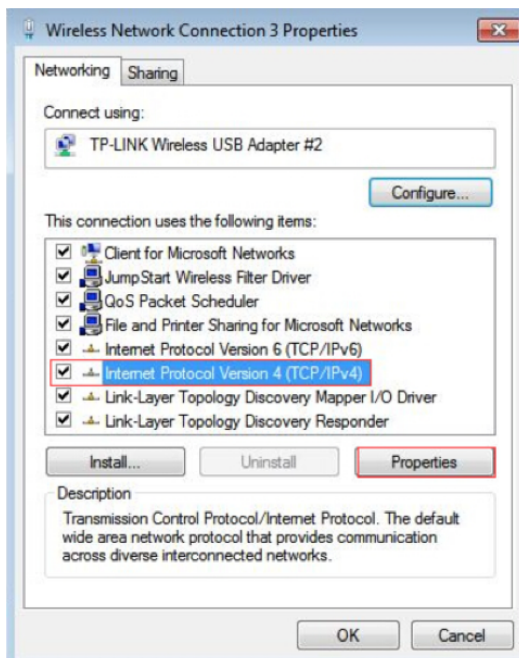 Wireless Network Connection 3 Properties
Networking
Sharing
Connect using:
TP-LINK Wireless USB Adapter #2
Configure...
This connection uses the following items:
Client for Microsoft Networks
JumpStart Wireless Filter Driver
QoS Packet Scheduler
File and Printer Sharing for Microsoft Networks
Internet Protocol Version 6 (TCP/IPv6)
Internet Protocol Version 4 (TCP/IPv4)
Link-Layer Topology Discovery Mapper I/O Driver
Link-Layer Topology Discovery Responder
Install...
Uninstall
Properties
Description
Transmission Control Protocol/Internet Protocol. The default
wide area network protocol that provides communication
across diverse interconnected networks.
OK
Cancel